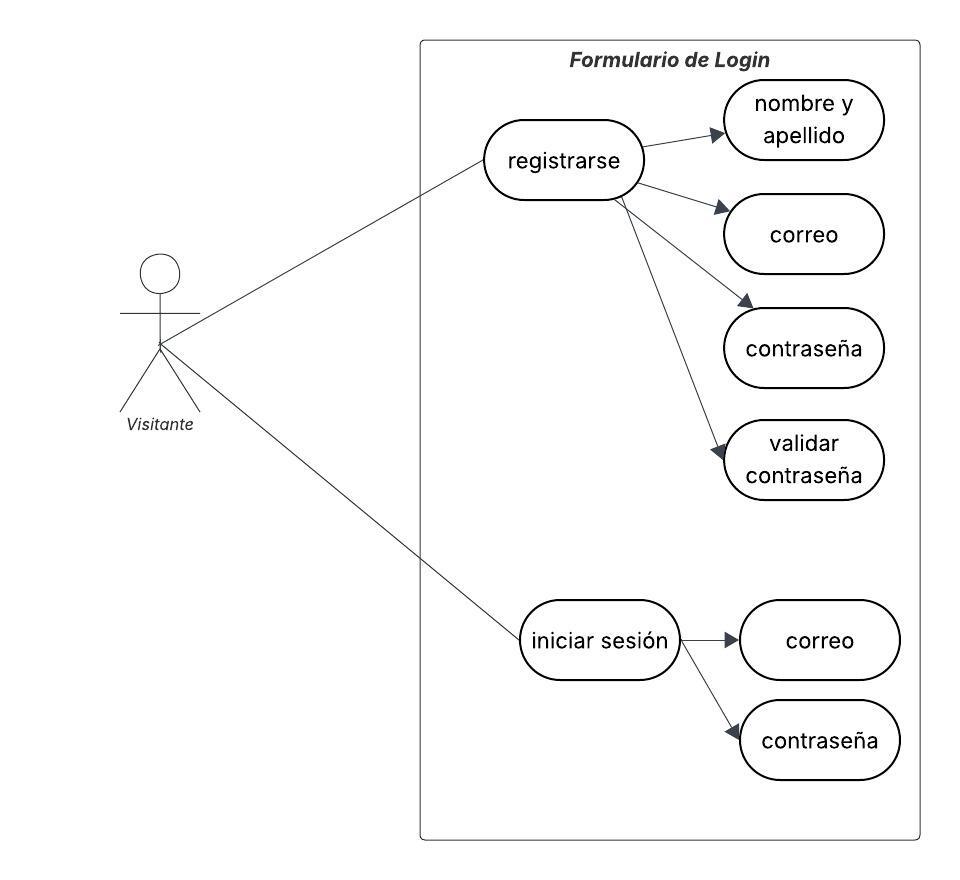 Formulario de Login
nombre y
apellido
registrarse
correo
contraseña
validar
contraseña
Visitante
iniciar sesión
correo
contraseña